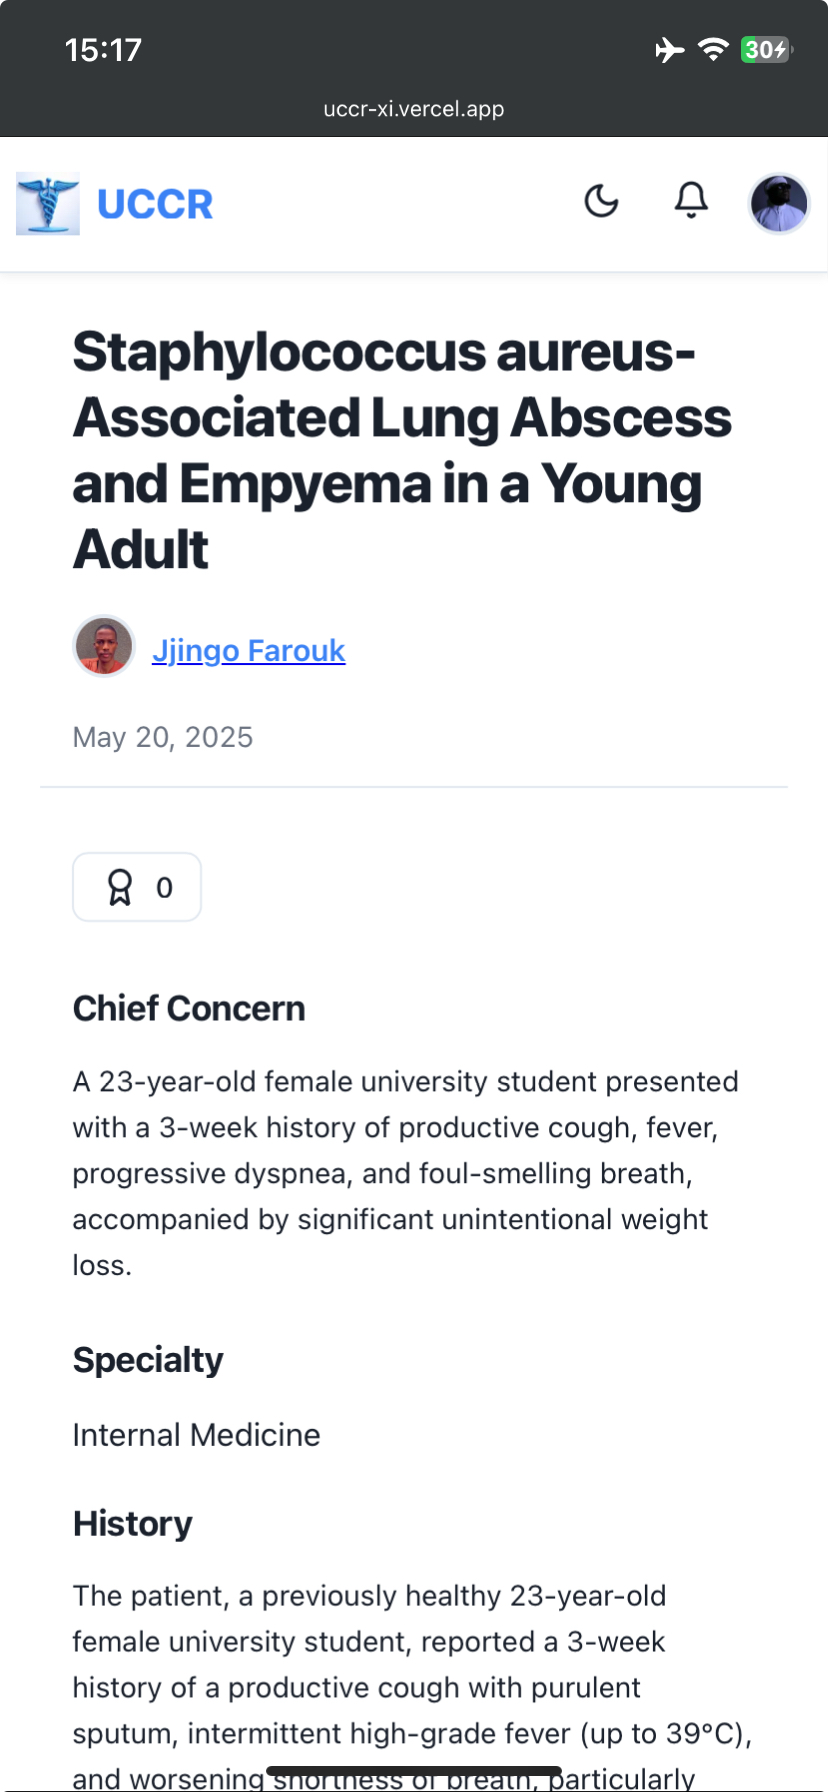 15:17
30
uccr-xi.vercel.app
UCCR
Staphylococcus aureus-
Associated Lung Abscess
and Empyema in a Young
Adult
Jjingo Farouk
May 20, 2025
0
Chief Concern
A 23-year-old female university student presented
with a 3-week history of productive cough, fever,
progressive dyspnea, and foul-smelling breath,
accompanied by significant unintentional weight
loss.
Specialty
Internal Medicine
History
The patient, a previously healthy 23-year-old
female university student, reported a 3-week
history of a productive cough with purulent
sputum, intermittent high-grade fever (up to 39°C),
and worsening shortness of breath, particularly